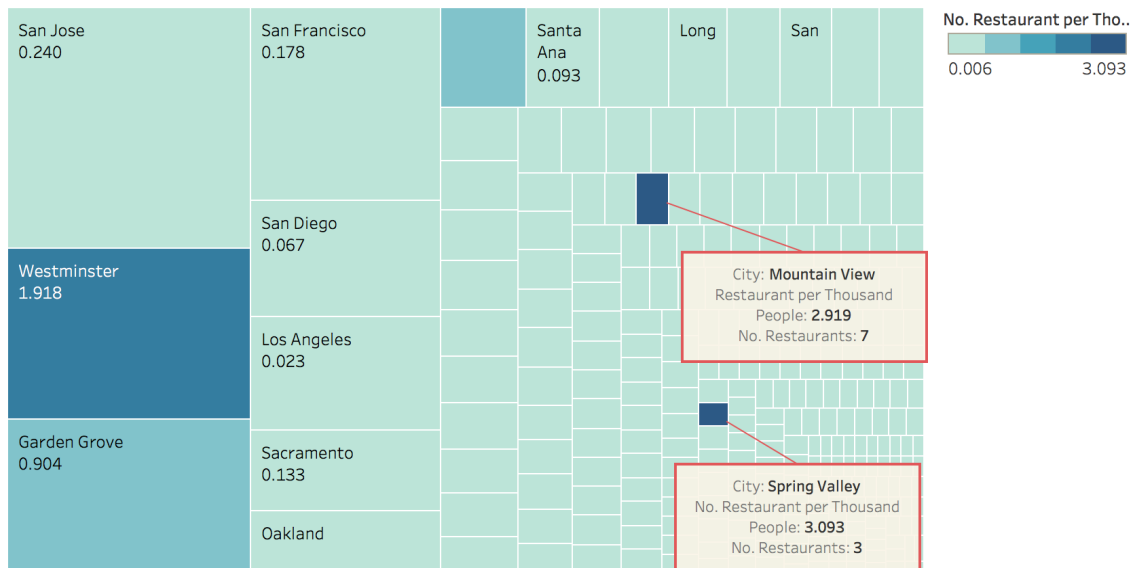 San Jose
0.240
Westminster
1.918
Garden Grove
0.904
San Francisco
0.178
San Diego
0.067
Los Angeles
0.023
Sacramento
0.133
Oakland
Santa
Ana
0.093
Long
San
City: Mountain View
Restaurant per Thousand
People: 2.919
No. Restaurants: 7
City: Spring Valley
No. Restaurant per Thousand
People: 3.093
No. Restaurants: 3
No. Restaurant per Tho..
0.006 3.093